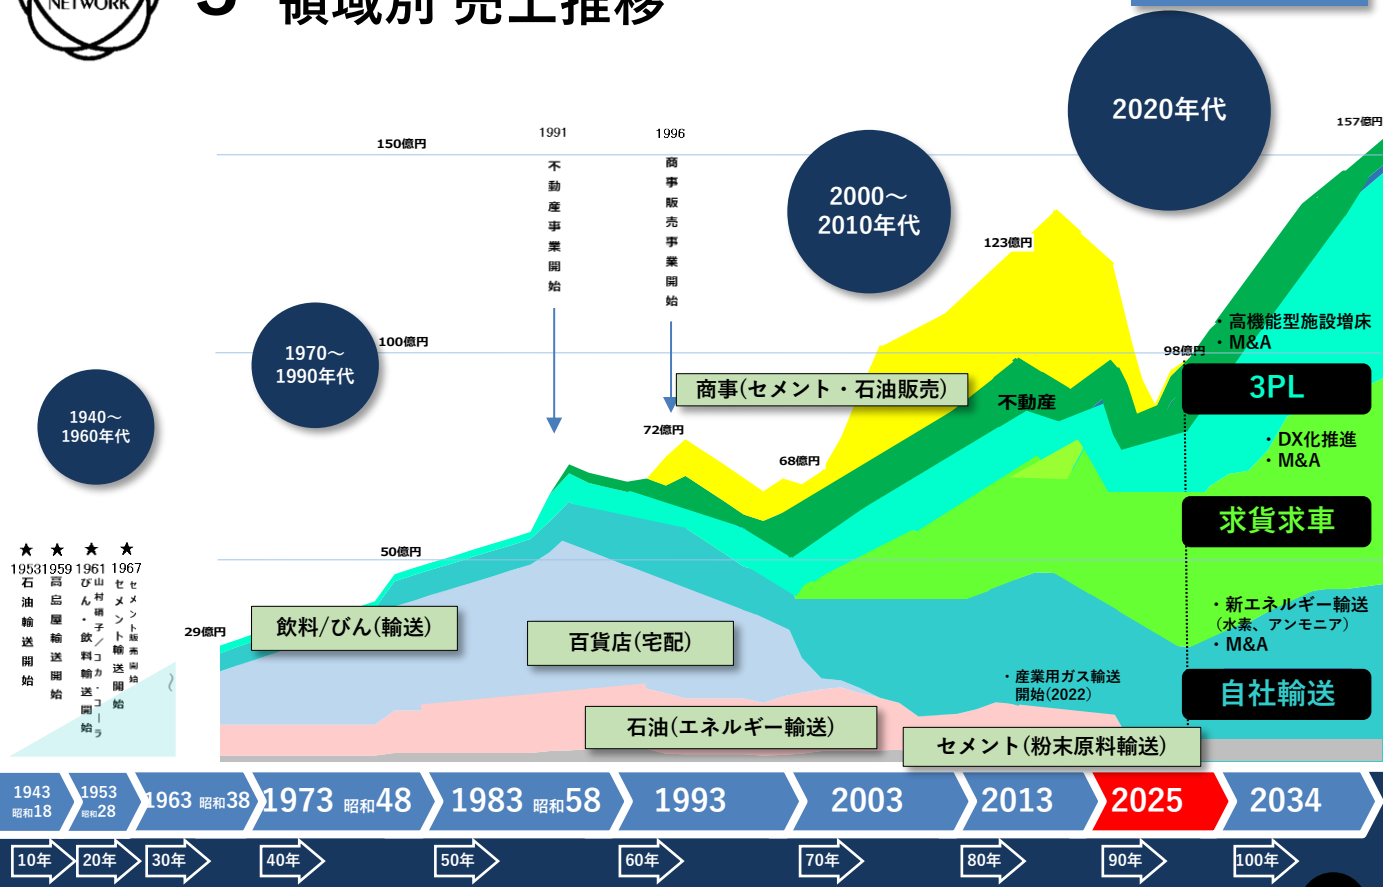 NETWORK
領域別 売上推移
2020年代
157億円
150億円
1991
不動産事業開始
1996
商事販売事業開始
2000～
2010年代
123億円
1970～
1990年代
100億円
・高機能型施設増床
・M&A
98億円
3PL
商事(セメント・石油販売)
不動産
1940～
1960年代
72億円
68億円
・DX化推進
・M&A
求貨求車
50億円
★ ★ ★ ★
1953 1959 1961 1967
石油輸送開始
高島屋輸送開始
びん・飲料輸送開始
山村硝子/コカ・コーラ
セメント輸送開始
セメント販売開始
29億円
飲料/びん(輸送)
百貨店(宅配)
・新エネルギー輸送
（水素、アンモニア）
・M&A
・産業用ガス輸送
開始(2022)
自社輸送
石油(エネルギー輸送)
セメント(粉末原料輸送)
1943
昭和18
1953
昭和28
1963 昭和38
1973 昭和48
1983 昭和58
1993
2003
2013
2025
2034
10年 20年 30年 40年 50年 60年 70年 80年 90年 100年